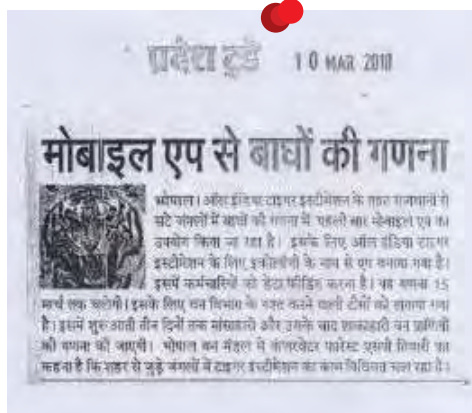 प्रदेश टुडे 10 MAR 2018
मोबाइल एप से बाघों की गणना
भोपाल। ऑल इंडिया टाइगर इस्टीमेशन के तहत राजधानी से
सटे जंगलों में बाघों की गणना में पहली बार मोबाइल एप का
उपयोग किया जा रहा है। इसके लिए ऑल इंडिया टाइगर
इस्टीमेशन के लिए इकोलॉजी के नाम से एप बनाया गया है।
इसमें कर्मचारियों को डेटा फीडिंग करना है। यह गणना 15
मार्च तक चलेगी। इसके लिए वन विभाग के गश्त करने वाली टीमों को लगाया गया
है। इसमें शुरूआती तीन दिनों तक मांसाहारी और उसके बाद शाकाहारी वन प्राणियों
की गणना की जाएगी। भोपाल वन मंडल में कंजरवेटर फारेस्ट एसपी तिवारी का
कहना है कि शहर से जुड़े जंगलों में टाइगर इस्टीमेशन का काम विधिवत चल रहा है।